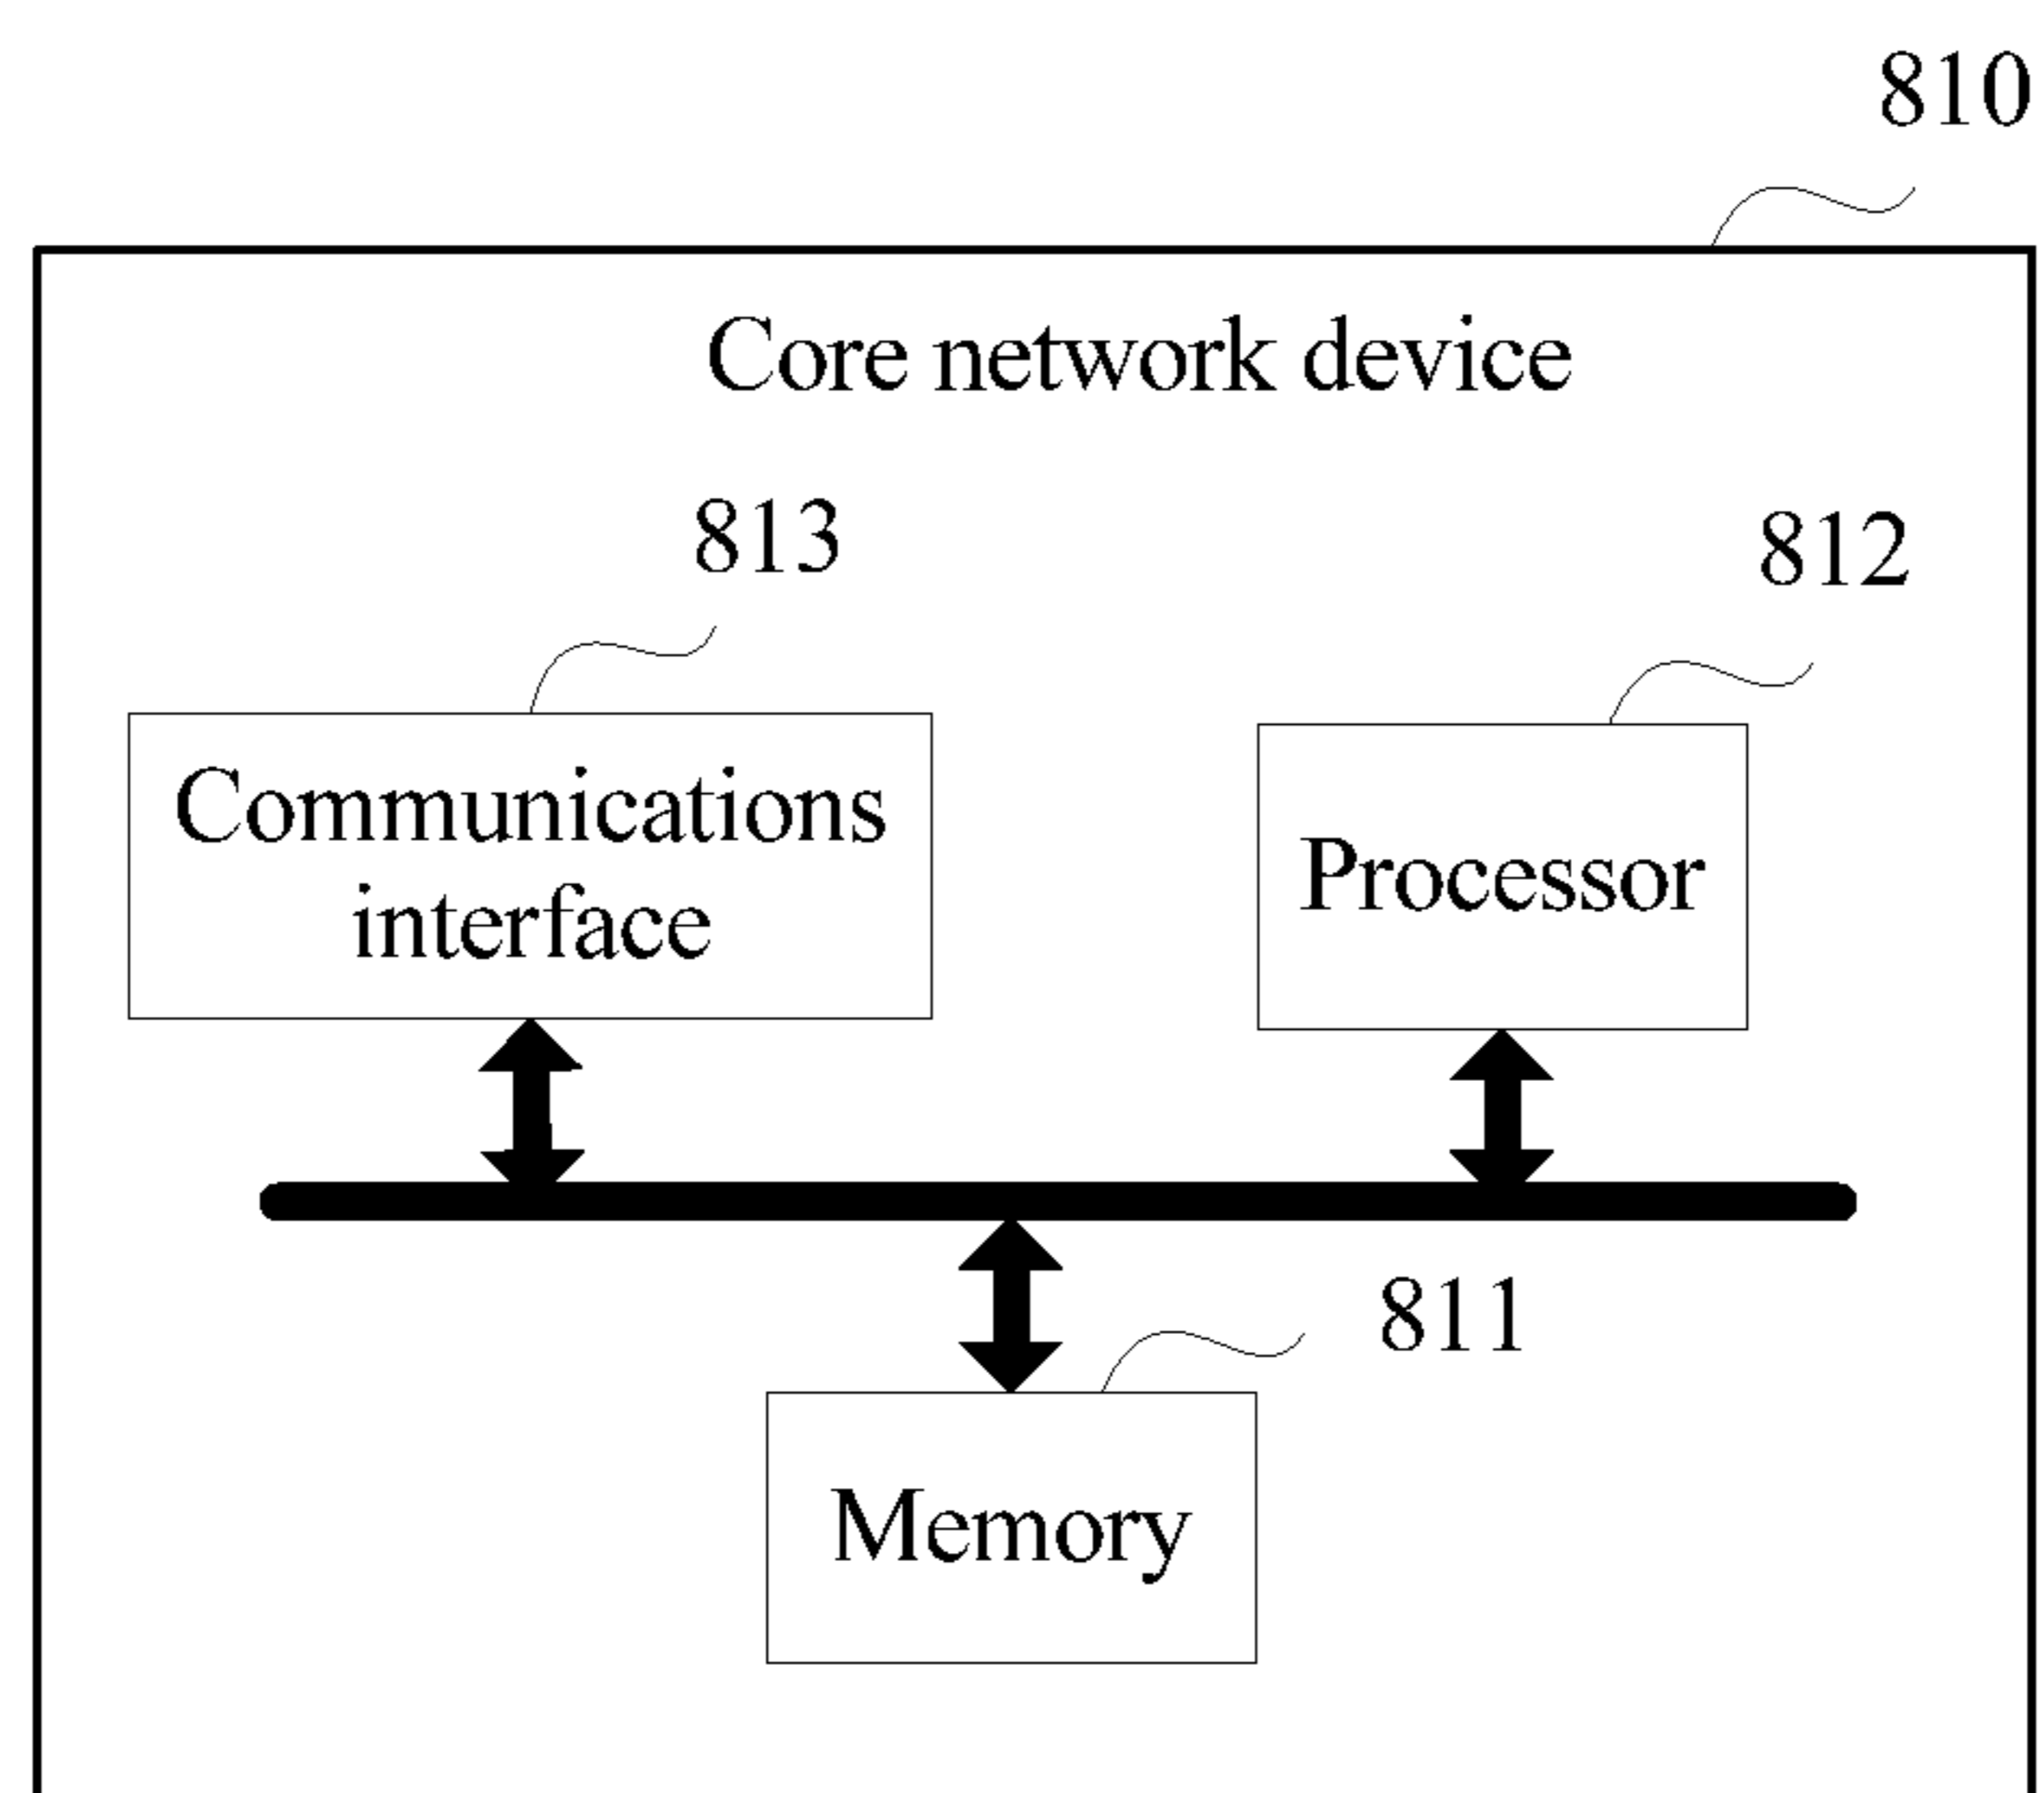 810
Core network device
813
812
Communications
interface
Processor
811
Memory